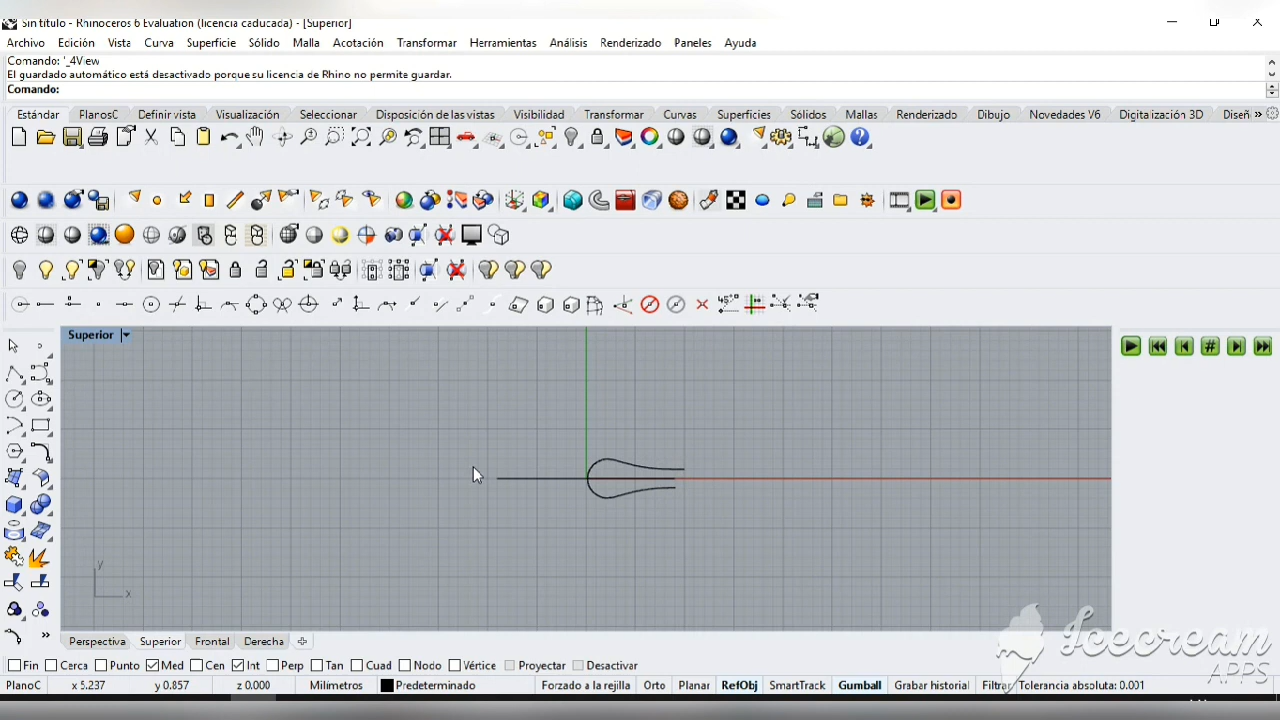 Sin título - Rhinoceros 6 Evaluation (licencia caducada) - [Superior]
Archivo Edición Vista Curva Superficie Sólido Malla Acotación Transformar Herramientas Análisis Renderizado Paneles Ayuda
Comando: '_4View
El guardado automático está desactivado porque su licencia de Rhino no permite guardar.
Comando:
Estándar PlanosC Definir vista Visualización Seleccionar Disposición de las vistas Visibilidad Transformar Curvas Superficies Sólidos Mallas Renderizado Dibujo Novedades V6 Digitalización 3D Diseñ »
45°
Superior
y
x
Perspectiva Superior Frontal Derecha
Fin Cerca Punto Med Cen Int Perp Tan Cuad Nodo Vértice Proyectar Desactivar
PlanoC x 5.237 y 0.857 z 0.000 Milímetros Predeterminado Forzado a la rejilla Orto Planar RefObj SmartTrack Gumball Grabar historial Filtrar Tolerancia absoluta: 0.001
Icecream
APPS